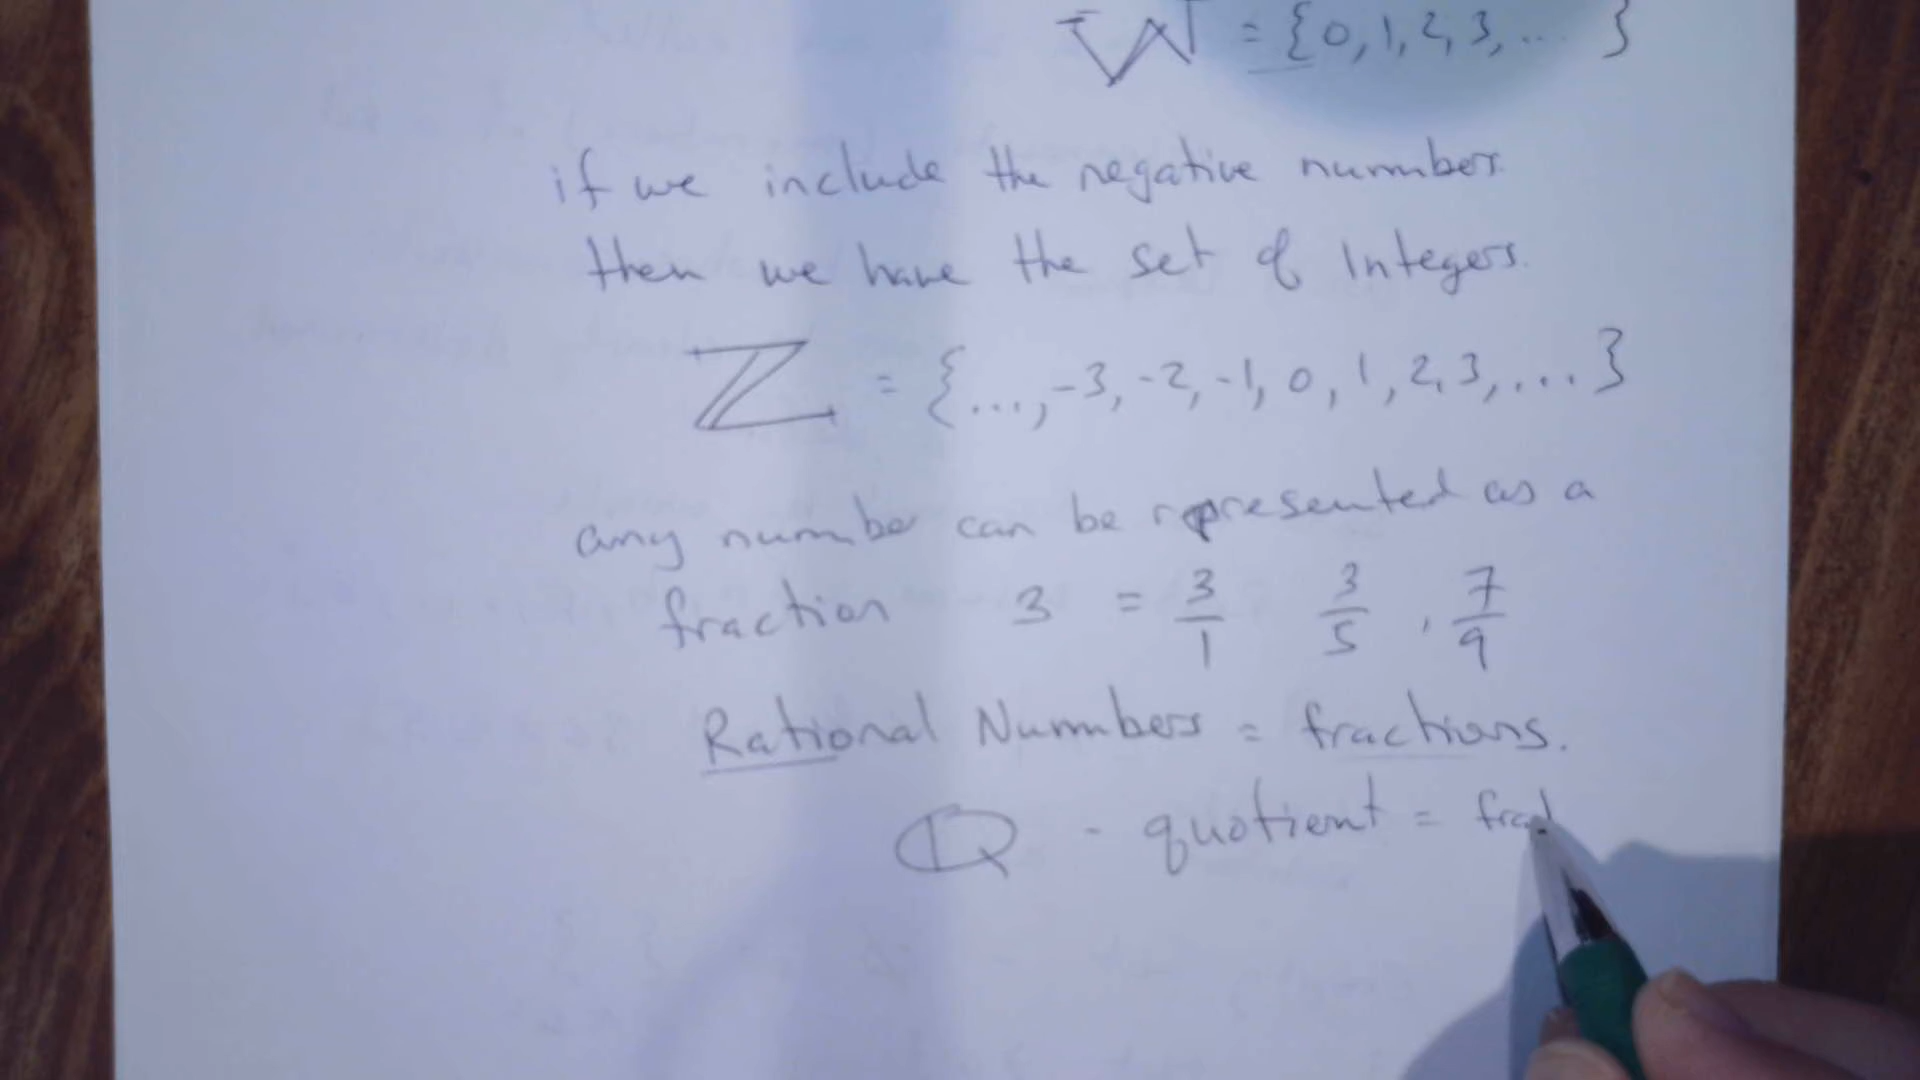 W = {0, 1, 2, 3, ... }
if we include the negative numbers.
then we have the set of Integers.
Z = {..., -3, -2, -1, 0, 1, 2, 3, ... }
any number can be represented as a
fraction 3 = 3/1 3/5 , 7/9
Rational Numbers = fractions.
Q - quotient = frac